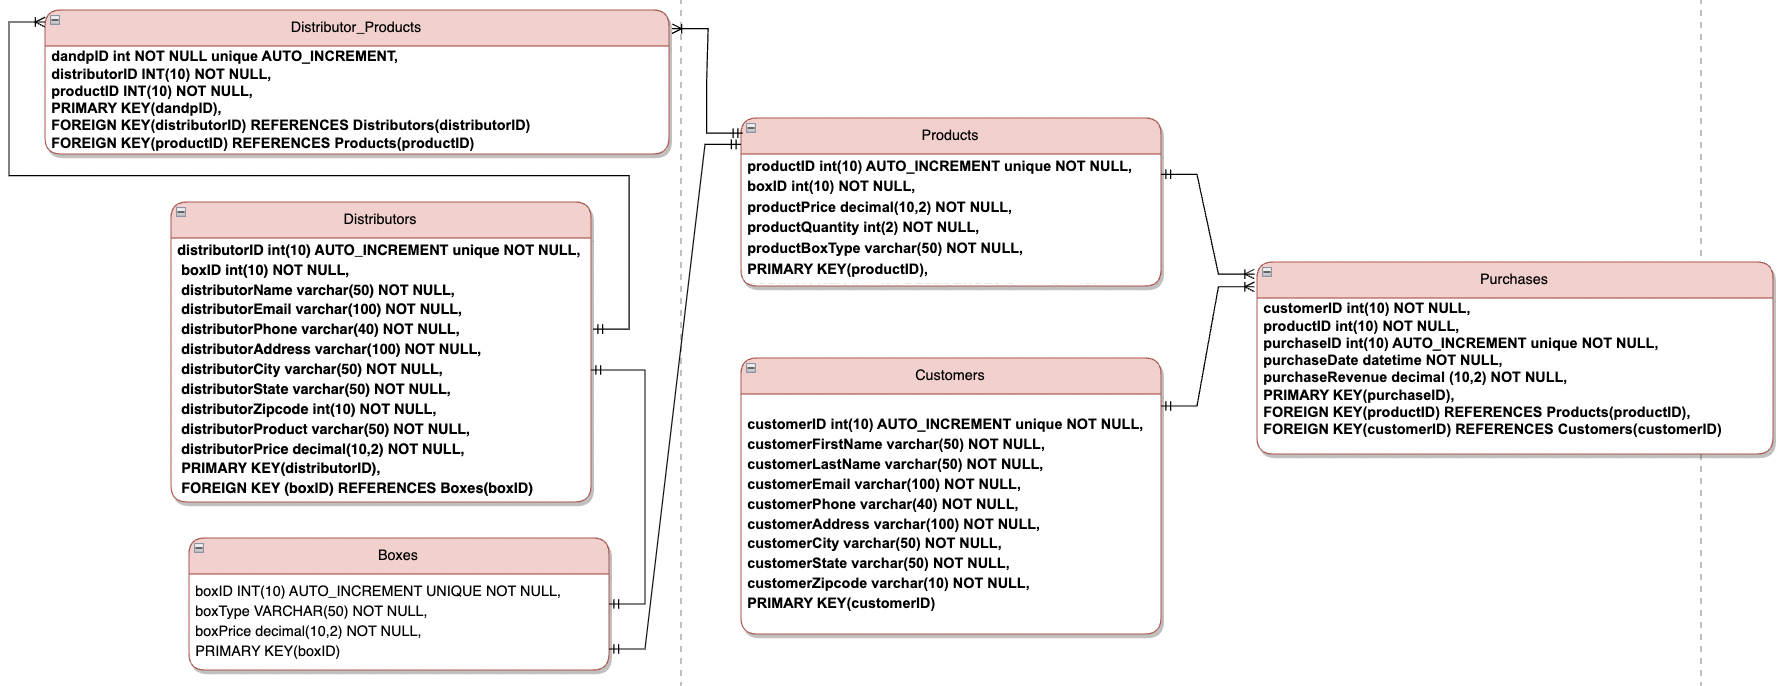 Distributor_Products
dandpID int NOT NULL unique AUTO_INCREMENT,
distributorID INT(10) NOT NULL,
productID INT(10) NOT NULL,
PRIMARY KEY(dandpID),
FOREIGN KEY(distributorID) REFERENCES Distributors(distributorID)
FOREIGN KEY(productID) REFERENCES Products(productID)
Distributors
distributorID int(10) AUTO_INCREMENT unique NOT NULL,
boxID int(10) NOT NULL,
distributorName varchar(50) NOT NULL,
distributorEmail varchar(100) NOT NULL,
distributorPhone varchar(40) NOT NULL,
distributorAddress varchar(100) NOT NULL,
distributorCity varchar(50) NOT NULL,
distributorState varchar(50) NOT NULL,
distributorZipcode int(10) NOT NULL,
distributorProduct varchar(50) NOT NULL,
distributorPrice decimal(10,2) NOT NULL,
PRIMARY KEY(distributorID),
FOREIGN KEY (boxID) REFERENCES Boxes(boxID)
Boxes
boxID INT(10) AUTO_INCREMENT UNIQUE NOT NULL,
boxType VARCHAR(50) NOT NULL,
boxPrice decimal(10,2) NOT NULL,
PRIMARY KEY(boxID)
Products
productID int(10) AUTO_INCREMENT unique NOT NULL,
boxID int(10) NOT NULL,
productPrice decimal(10,2) NOT NULL,
productQuantity int(2) NOT NULL,
productBoxType varchar(50) NOT NULL,
PRIMARY KEY(productID),
Customers
customerID int(10) AUTO_INCREMENT unique NOT NULL,
customerFirstName varchar(50) NOT NULL,
customerLastName varchar(50) NOT NULL,
customerEmail varchar(100) NOT NULL,
customerPhone varchar(40) NOT NULL,
customerAddress varchar(100) NOT NULL,
customerCity varchar(50) NOT NULL,
customerState varchar(50) NOT NULL,
customerZipcode varchar(10) NOT NULL,
PRIMARY KEY(customerID)
Purchases
customerID int(10) NOT NULL,
productID int(10) NOT NULL,
purchaseID int(10) AUTO_INCREMENT unique NOT NULL,
purchaseDate datetime NOT NULL,
purchaseRevenue decimal (10,2) NOT NULL,
PRIMARY KEY(purchaseID),
FOREIGN KEY(productID) REFERENCES Products(productID),
FOREIGN KEY(customerID) REFERENCES Customers(customerID)